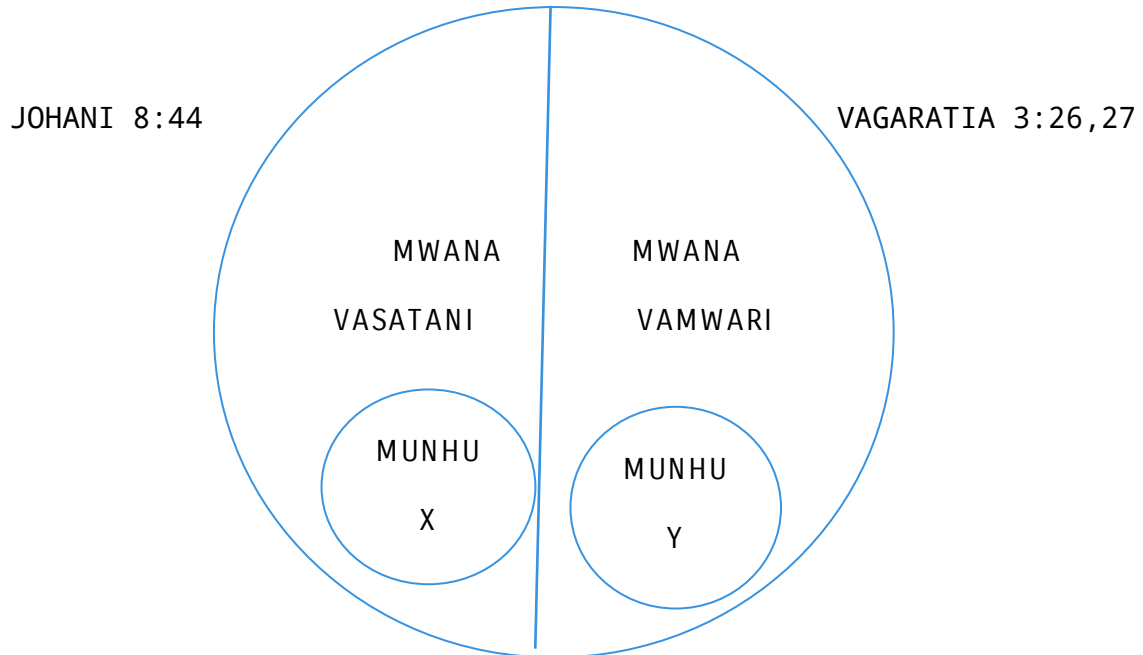 JOHANI 8:44
VAGARATIA 3:26,27
MWANA
VASATANI
MWANA
VAMWARI
MUNHU
X
MUNHU
Y